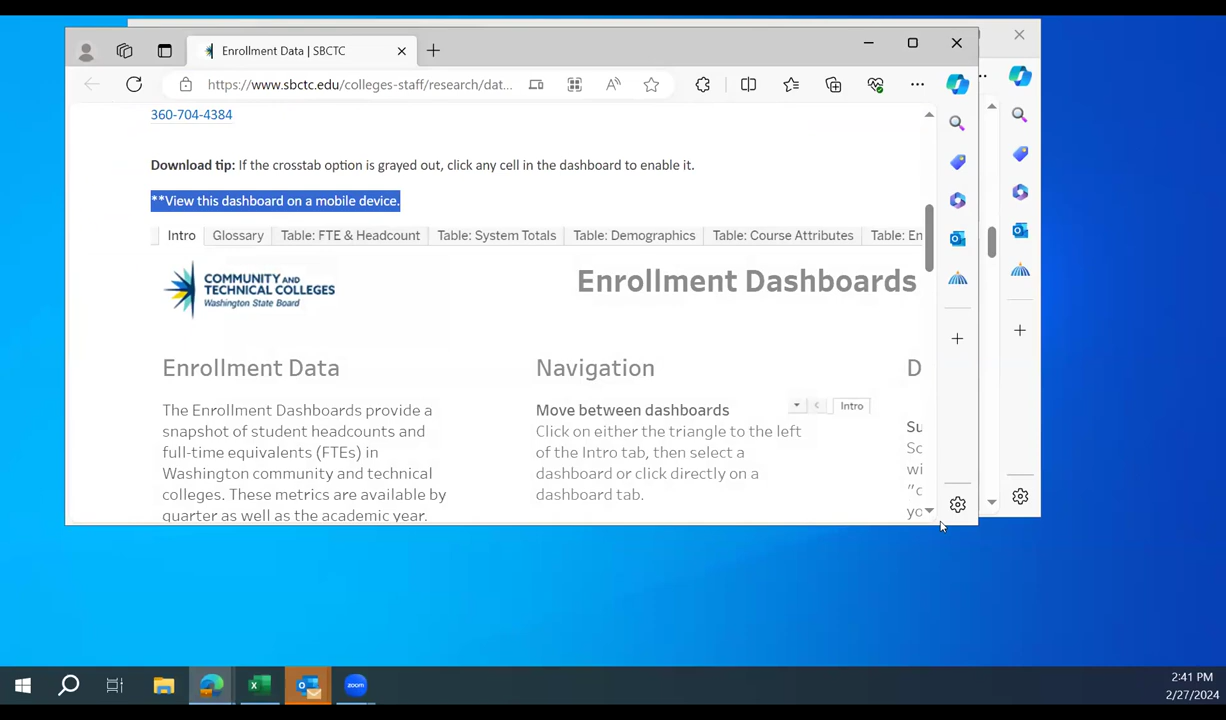 Enrollment Data | SBCTC
https://www.sbctc.edu/colleges-staff/research/dat...
360-704-4384
Download tip: If the crosstab option is grayed out, click any cell in the dashboard to enable it.
**View this dashboard on a mobile device.
Intro Glossary Table: FTE & Headcount Table: System Totals Table: Demographics Table: Course Attributes Table: En
COMMUNITY AND
TECHNICAL COLLEGES
Washington State Board
Enrollment Dashboards
Enrollment Data
The Enrollment Dashboards provide a
snapshot of student headcounts and
full-time equivalents (FTEs) in
Washington community and technical
colleges. These metrics are available by
quarter as well as the academic year.
Navigation
Move between dashboards
Click on either the triangle to the left
of the Intro tab, then select a
dashboard or click directly on a
dashboard tab.
Intro
D
Su
Sc
wi
"c
yo
zoom
2:41 PM
2/27/2024